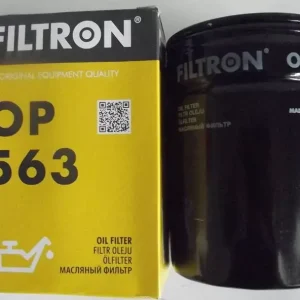 FILTRON
ORIGINAL EQUIPMENT QUALITY
OP
563
OIL FILTER
FILTR OLEJU
ÖLFILTER
МАСЛЯНЫЙ ФИЛЬТР
FILTRON® O
OIL FILTER
FILTR OLEJU
ÖLFILTER
МАСЛЯНЫЙ ФИЛЬТР